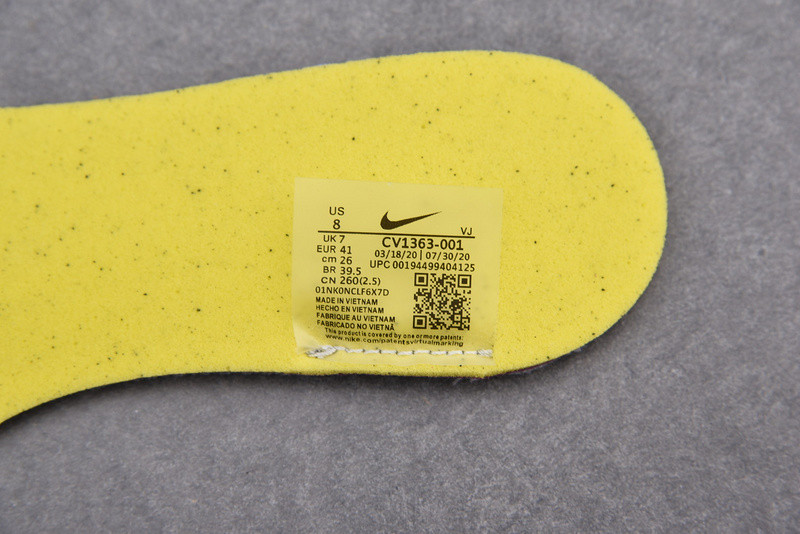 US
8
VJ
UK 7
EUR 41
cm 26
BR 39.5
CN 260(2.5)
CV1363-001
03/18/20 | 07/30/20
UPC 00194499404125
01NK0NCLF6X7D
MADE IN VIETNAM
HECHO EN VIETNAM
FABRIQUE AU VIETNAM
FABRICADO NO VIETNÃ
This product is covered by one or more patents:
www.nike.com/patentsvirtualmarking